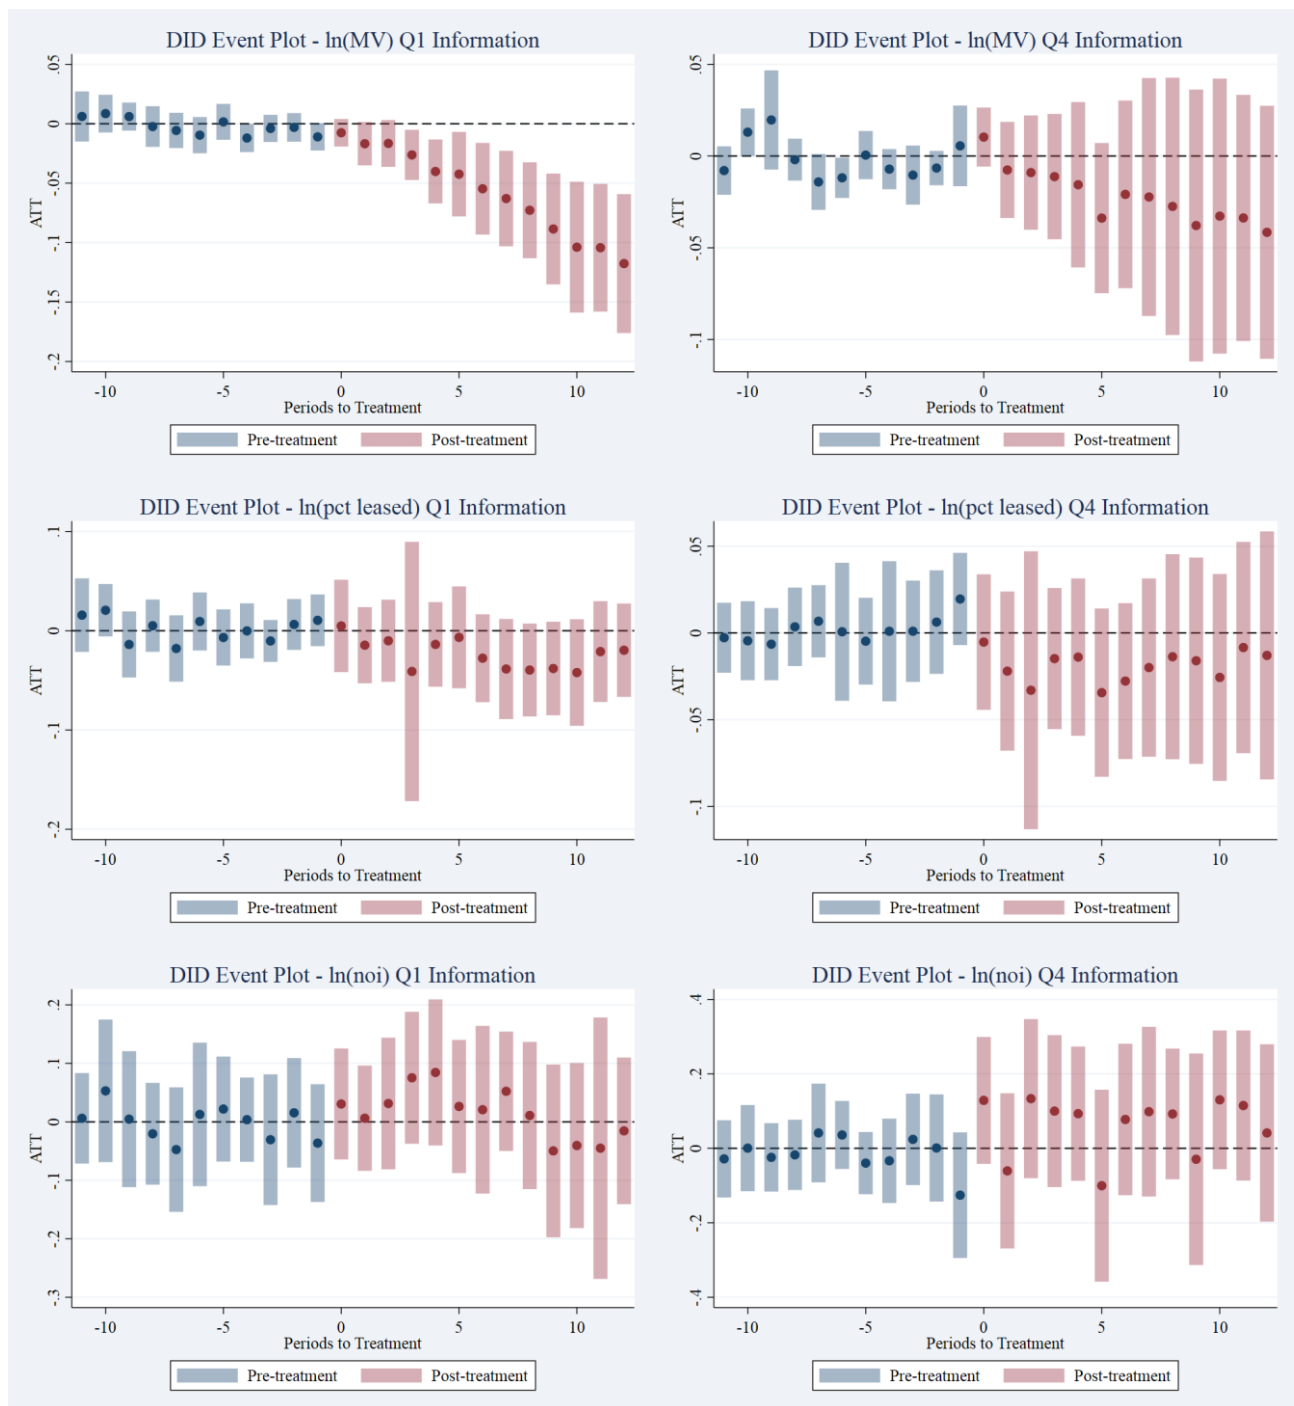 DID Event Plot - ln(MV) Q1 Information
ATT
.05
0
-.05
-.1
-.15
-.2
-10 -5 0 5 10
Periods to Treatment
Pre-treatment Post-treatment
DID Event Plot - ln(MV) Q4 Information
ATT
.05
0
-.05
-.1
-10 -5 0 5 10
Periods to Treatment
Pre-treatment Post-treatment
DID Event Plot - ln(pct leased) Q1 Information
ATT
.1
0
-.1
-.2
-10 -5 0 5 10
Periods to Treatment
Pre-treatment Post-treatment
DID Event Plot - ln(pct leased) Q4 Information
ATT
.05
0
-.05
-.1
-10 -5 0 5 10
Periods to Treatment
Pre-treatment Post-treatment
DID Event Plot - ln(noi) Q1 Information
ATT
.2
.1
0
-.1
-.2
-.3
-10 -5 0 5 10
Periods to Treatment
Pre-treatment Post-treatment
DID Event Plot - ln(noi) Q4 Information
ATT
.4
.2
0
-.2
-.4
-10 -5 0 5 10
Periods to Treatment
Pre-treatment Post-treatment